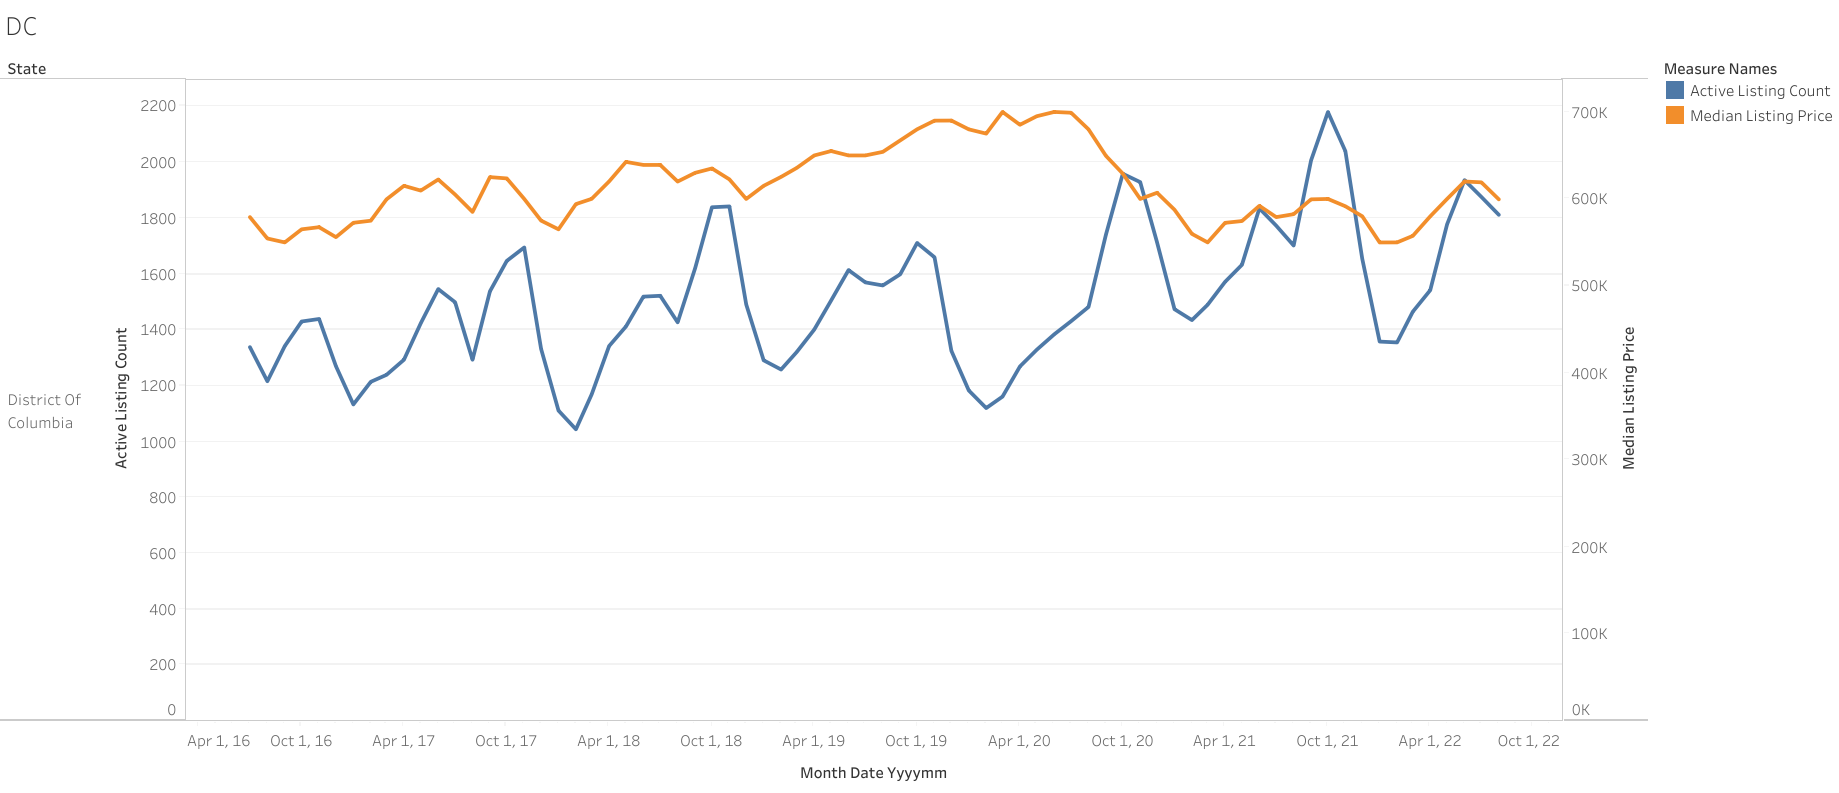 DC
State
Measure Names
Active Listing Count
Median Listing Price
District Of
Columbia
Active Listing Count
2200
2000
1800
1600
1400
1200
1000
800
600
400
200
0
700K
600K
500K
400K
300K
200K
100K
0K
Median Listing Price
Apr 1, 16
Oct 1, 16
Apr 1, 17
Oct 1, 17
Apr 1, 18
Oct 1, 18
Apr 1, 19
Oct 1, 19
Apr 1, 20
Oct 1, 20
Apr 1, 21
Oct 1, 21
Apr 1, 22
Oct 1, 22
Month Date Yyyymm